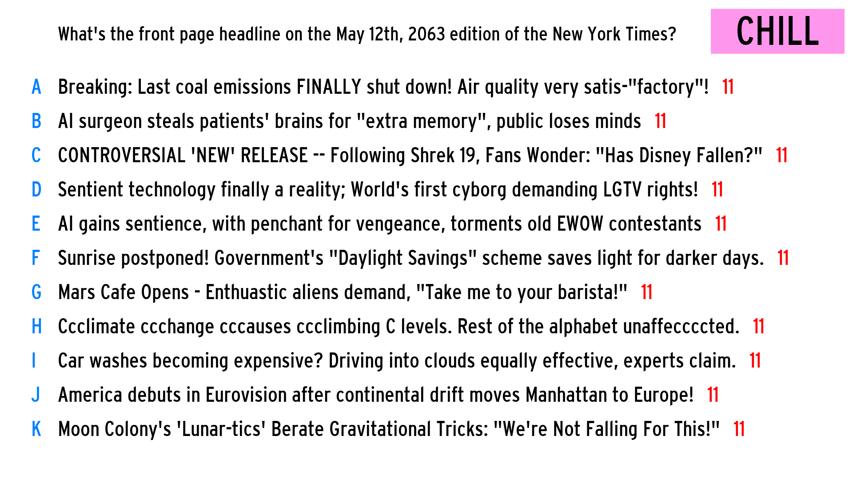 What's the front page headline on the May 12th, 2063 edition of the New York Times?
CHILL
A Breaking: Last coal emissions FINALLY shut down! Air quality very satis-"factory"! 11
B AI surgeon steals patients' brains for "extra memory", public loses minds 11
C CONTROVERSIAL 'NEW' RELEASE -- Following Shrek 19, Fans Wonder: "Has Disney Fallen?" 11
D Sentient technology finally a reality; World's first cyborg demanding LGTV rights! 11
E AI gains sentience, with penchant for vengeance, torments old EWOW contestants 11
F Sunrise postponed! Government's "Daylight Savings" scheme saves light for darker days. 11
G Mars Cafe Opens - Enthuastic aliens demand, "Take me to your barista!" 11
H Ccclimate ccchange cccauses ccclimbing C levels. Rest of the alphabet unaffecccccted. 11
I Car washes becoming expensive? Driving into clouds equally effective, experts claim. 11
J America debuts in Eurovision after continental drift moves Manhattan to Europe! 11
K Moon Colony's 'Lunar-tics' Berate Gravitational Tricks: "We're Not Falling For This!" 11